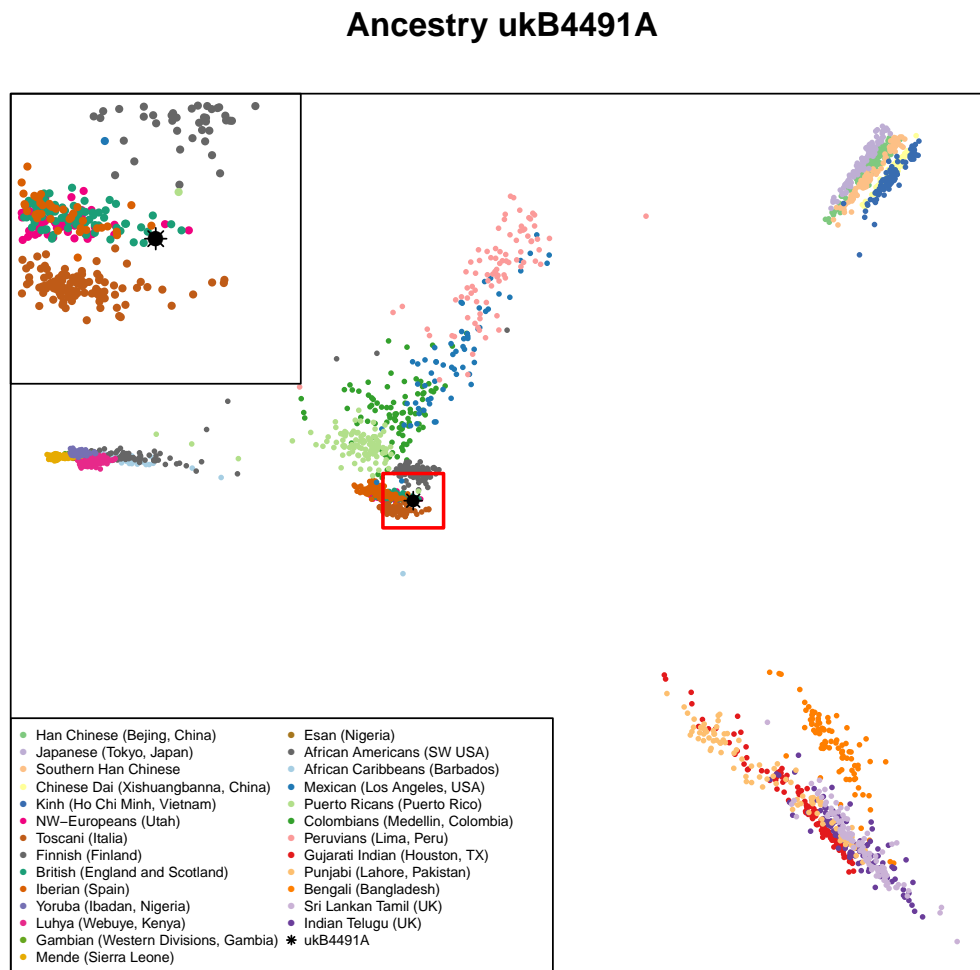 Ancestry ukB4491A
Han Chinese (Bejing, China)
Japanese (Tokyo, Japan)
Southern Han Chinese
Chinese Dai (Xishuangbanna, China)
Kinh (Ho Chi Minh, Vietnam)
NW−Europeans (Utah)
Toscani (Italia)
Finnish (Finland)
British (England and Scotland)
Iberian (Spain)
Yoruba (Ibadan, Nigeria)
Luhya (Webuye, Kenya)
Gambian (Western Divisions, Gambia)
Mende (Sierra Leone)
Esan (Nigeria)
African Americans (SW USA)
African Caribbeans (Barbados)
Mexican (Los Angeles, USA)
Puerto Ricans (Puerto Rico)
Colombians (Medellin, Colombia)
Peruvians (Lima, Peru)
Gujarati Indian (Houston, TX)
Punjabi (Lahore, Pakistan)
Bengali (Bangladesh)
Sri Lankan Tamil (UK)
Indian Telugu (UK)
ukB4491A